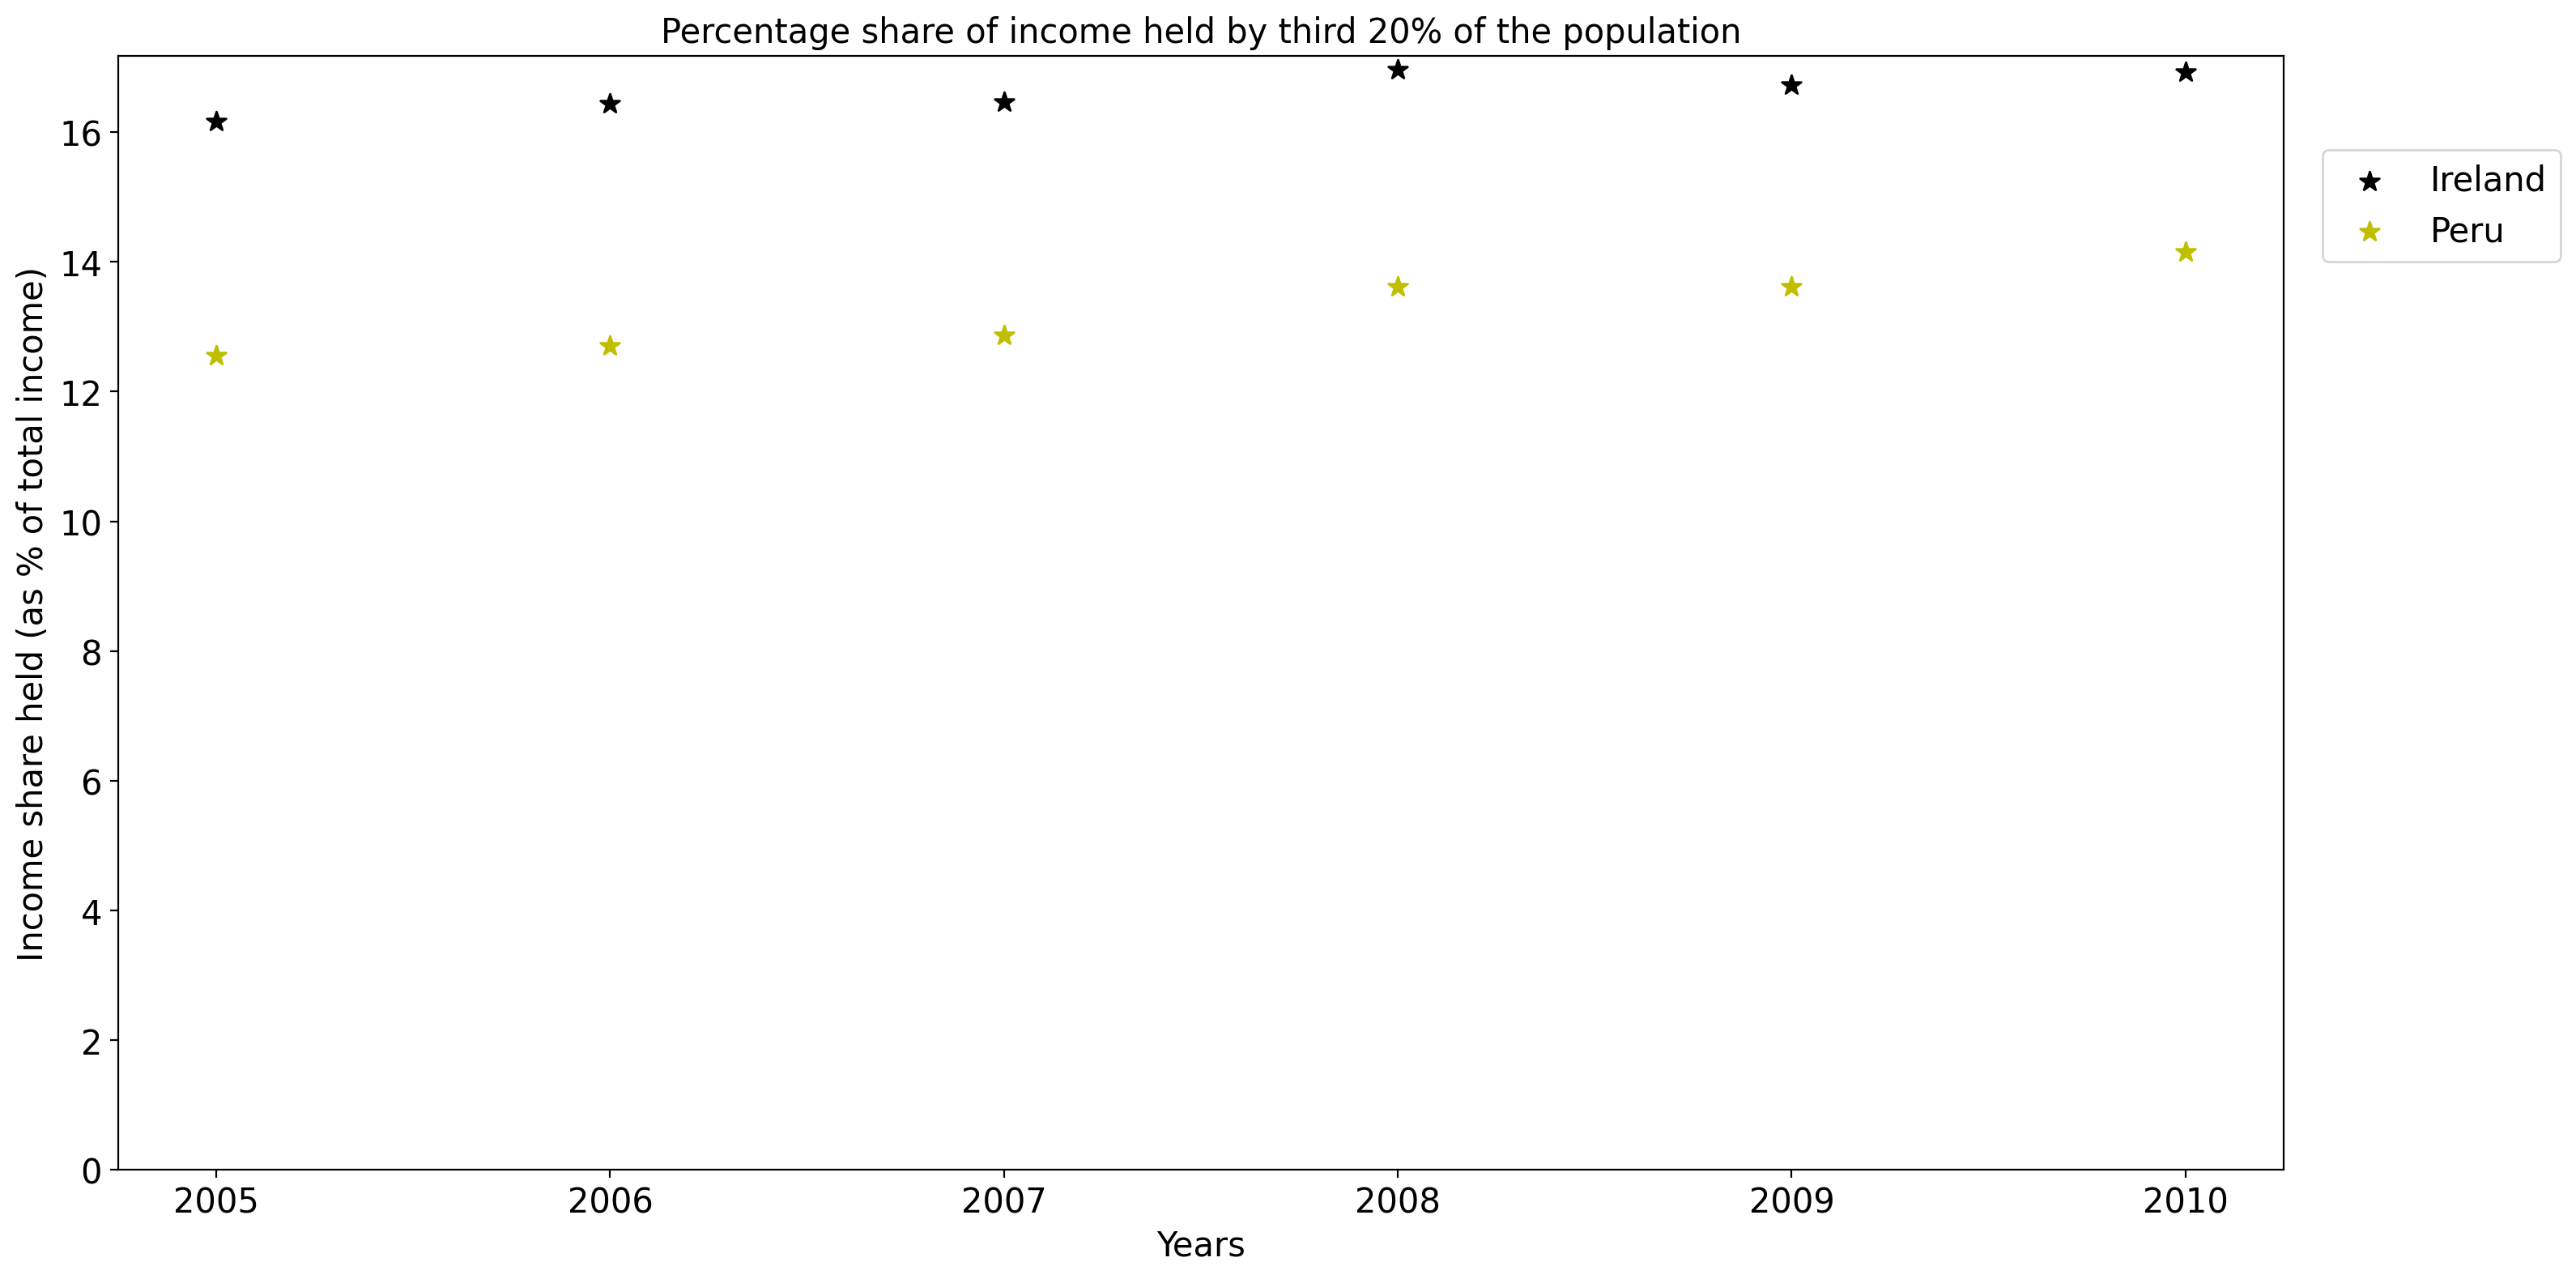 Percentage share of income held by third 20% of the population
Income share held (as % of total income)
16
14
12
10
8
6
4
2
0
2005 2006 2007 2008 2009 2010
Years
Ireland
Peru